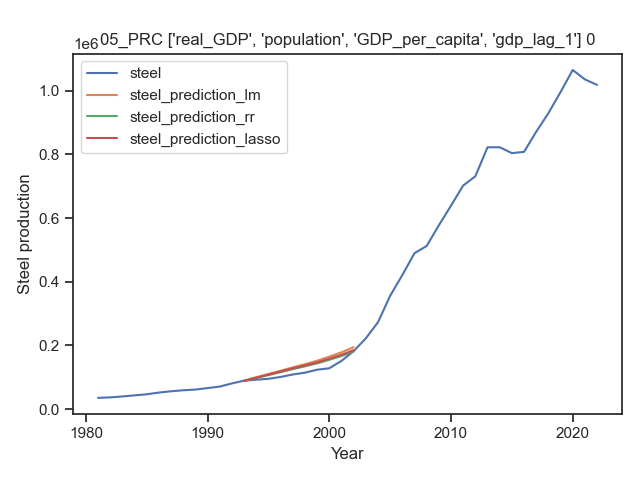 1e6
05_PRC ['real_GDP', 'population', 'GDP_per_capita', 'gdp_lag_1'] 0
steel
steel_prediction_lm
steel_prediction_rr
steel_prediction_lasso
Steel production
1.0
0.8
0.6
0.4
0.2
0.0
1980
1990
2000
2010
2020
Year